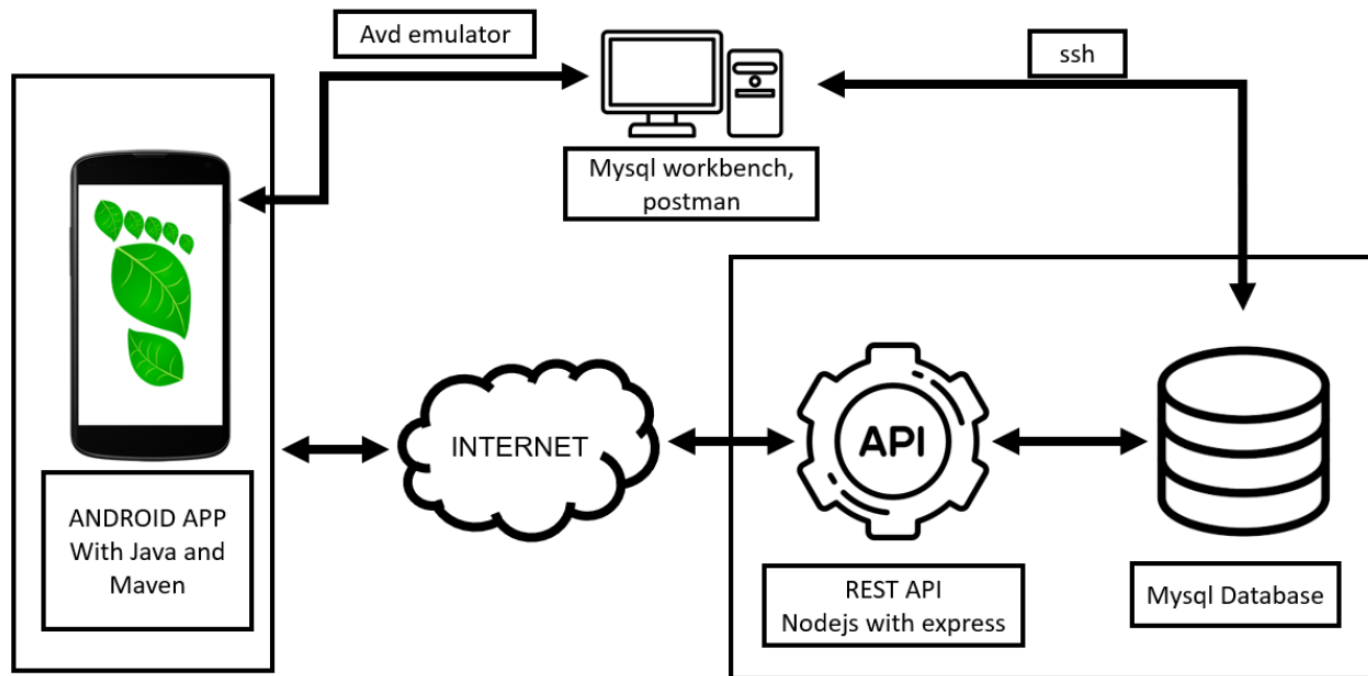 Avd emulator
ssh
Mysql workbench,
postman
INTERNET
API
ANDROID APP
With Java and
Maven
REST API
Nodejs with express
Mysql Database